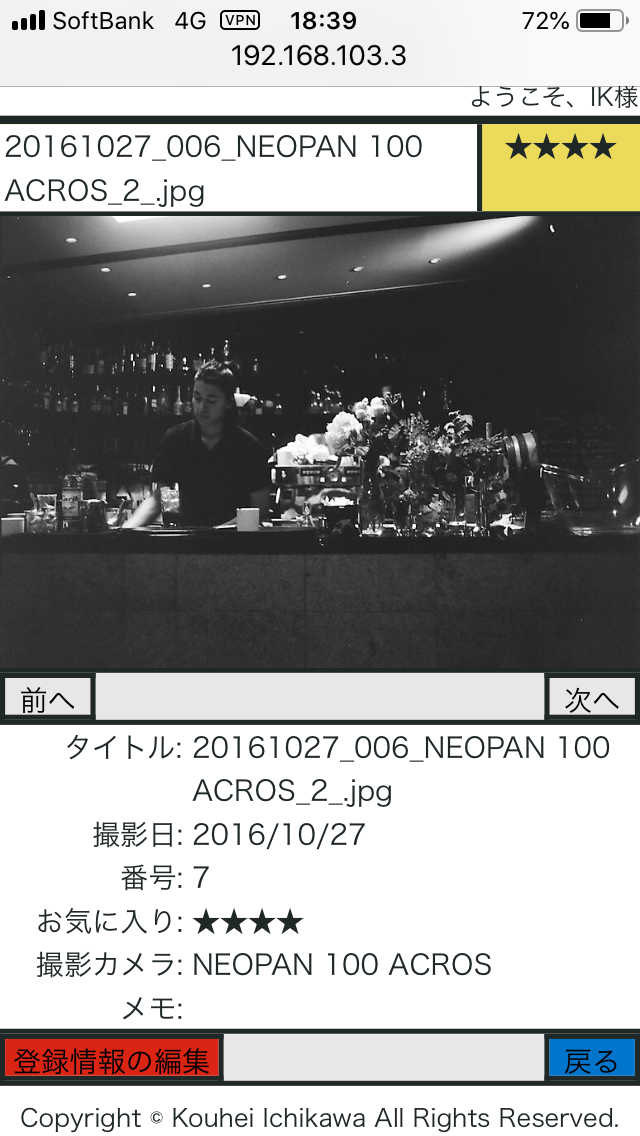 SoftBank 4G VPN 18:39 72%
192.168.103.3
ようこそ、IK様
20161027_006_NEOPAN 100
ACROS_2_.jpg
★★★★
前へ
次へ
タイトル: 20161027_006_NEOPAN 100
ACROS_2_.jpg
撮影日: 2016/10/27
番号: 7
お気に入り: ★★★★
撮影カメラ: NEOPAN 100 ACROS
メモ:
登録情報の編集
戻る
Copyright © Kouhei Ichikawa All Rights Reserved.